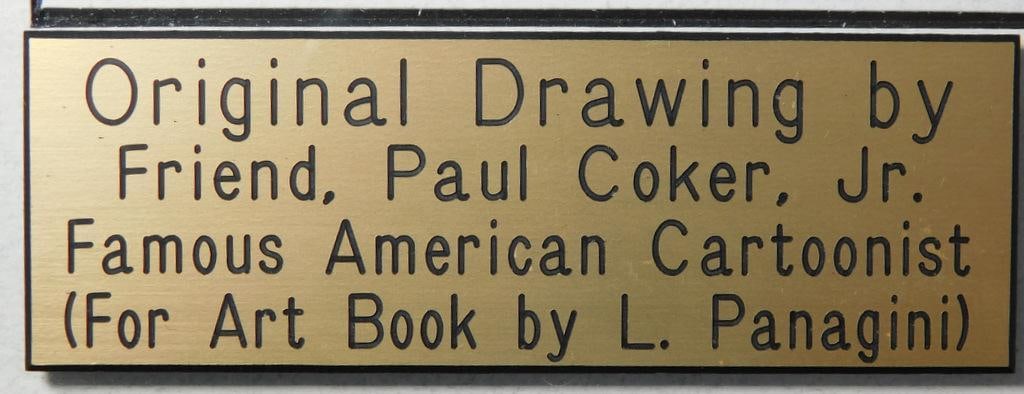 Original Drawing by
Friend, Paul Coker, Jr.
Famous American Cartoonist
(For Art Book by L. Panagini)